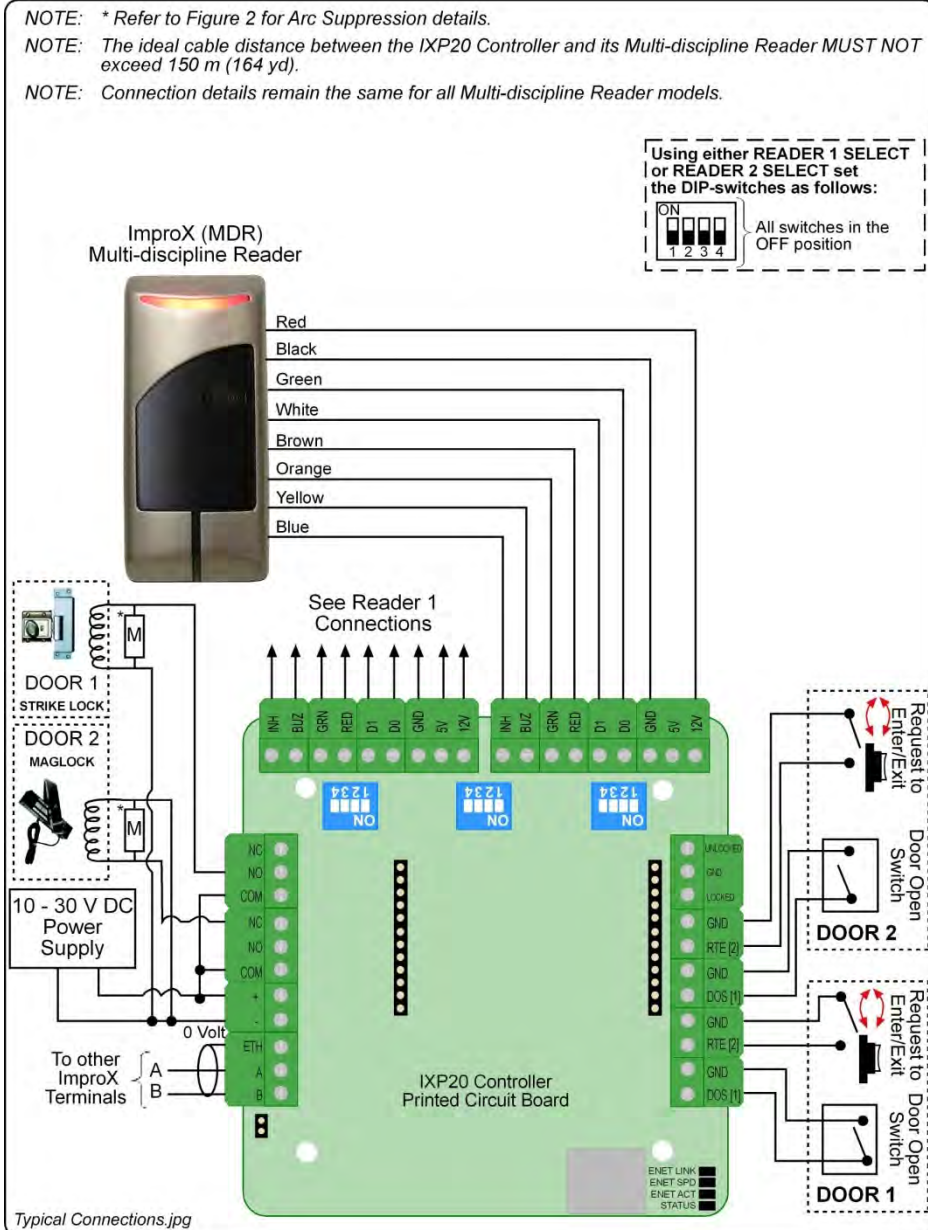 NOTE: * Refer to Figure 2 for Arc Suppression details.
NOTE: The ideal cable distance between the IXP20 Controller and its Multi-discipline Reader MUST NOT
exceed 150 m (164 yd).
NOTE: Connection details remain the same for all Multi-discipline Reader models.
Using either READER 1 SELECT
or READER 2 SELECT set
the DIP-switches as follows:
ON
1 2 3 4
All switches in the
OFF position
ImproX (MDR)
Multi-discipline Reader
Red
Black
Green
White
Brown
Orange
Yellow
Blue
See Reader 1
Connections
DOOR 1
STRIKE LOCK
* M
DOOR 2
MAGLOCK
* M
10 - 30 V DC
Power
Supply
0 Volt
To other
ImproX
Terminals
A
B
INH BUZ GRN RED D1 D0 GND 5V 12V
INH BUZ GRN RED D1 D0 GND 5V 12V
1234
ON
1234
ON
1234
ON
NC
NO
COM
NC
NO
COM
+
-
ETH
A
B
UNLOCKED
GND
LOCKED
GND
RTE [2]
GND
DOS [1]
GND
RTE [2]
GND
DOS [1]
Request to
Enter/Exit
Door Open
Switch
DOOR 2
Request to
Enter/Exit
Door Open
Switch
DOOR 1
IXP20 Controller
Printed Circuit Board
ENET LINK
ENET SPD
ENET ACT
STATUS
Typical Connections.jpg